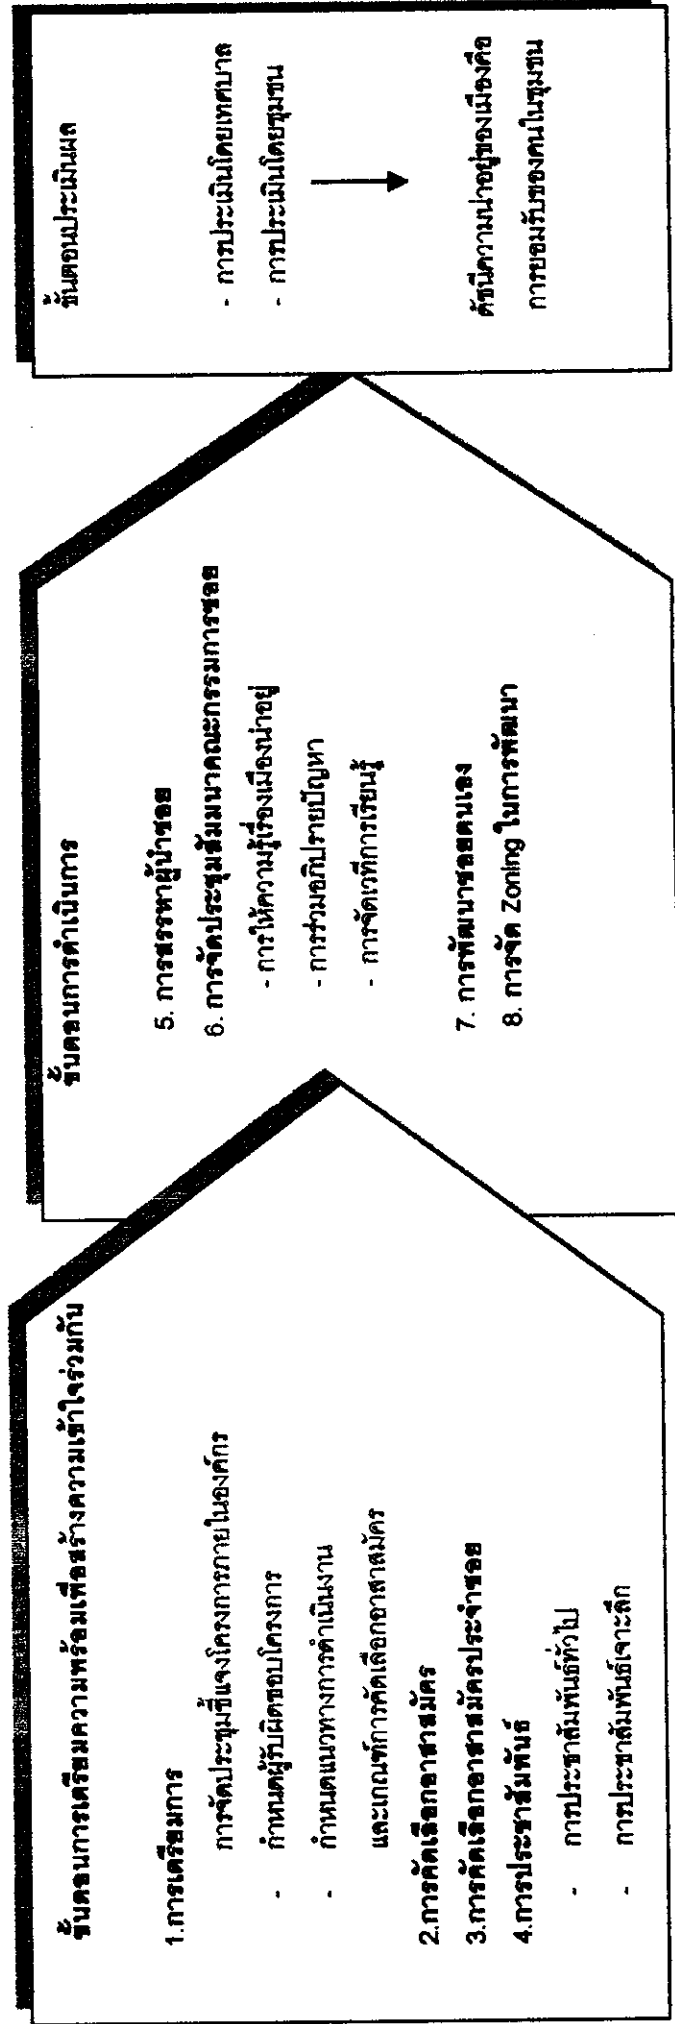 ขั้นตอนการเตรียมความพร้อมเพื่อสร้างความเข้าใจร่วมกัน
1.การเตรียมการ
การจัดประชุมชี้แจงโครงการภายในองค์กร
- กำหนดผู้รับผิดชอบโครงการ
- กำหนดแนวทางการดำเนินงาน
และเกณฑ์การคัดเลือกอาสาสมัคร
2.การคัดเลือกอาสาสมัคร
3.การคัดเลือกอาสาสมัครประจำซอย
4.การประชาสัมพันธ์
- การประชาสัมพันธ์ทั่วไป
- การประชาสัมพันธ์เจาะลึก
ขั้นตอนการดำเนินการ
5. การสรรหาผู้นำซอย
6. การจัดประชุมสัมมนาคณะกรรมการซอย
- การให้ความรู้เรื่องเมืองน่าอยู่
- การร่วมอภิปรายปัญหา
- การจัดเวทีการเรียนรู้
7. การพัฒนาซอยตนเอง
8. การจัด Zoning ในการพัฒนา
ขั้นตอนประเมินผล
- การประเมินโดยเทศบาล
- การประเมินโดยชุมชน
ดัชนีความน่าอยู่ของเมืองคือ
การยอมรับของคนในชุมชน